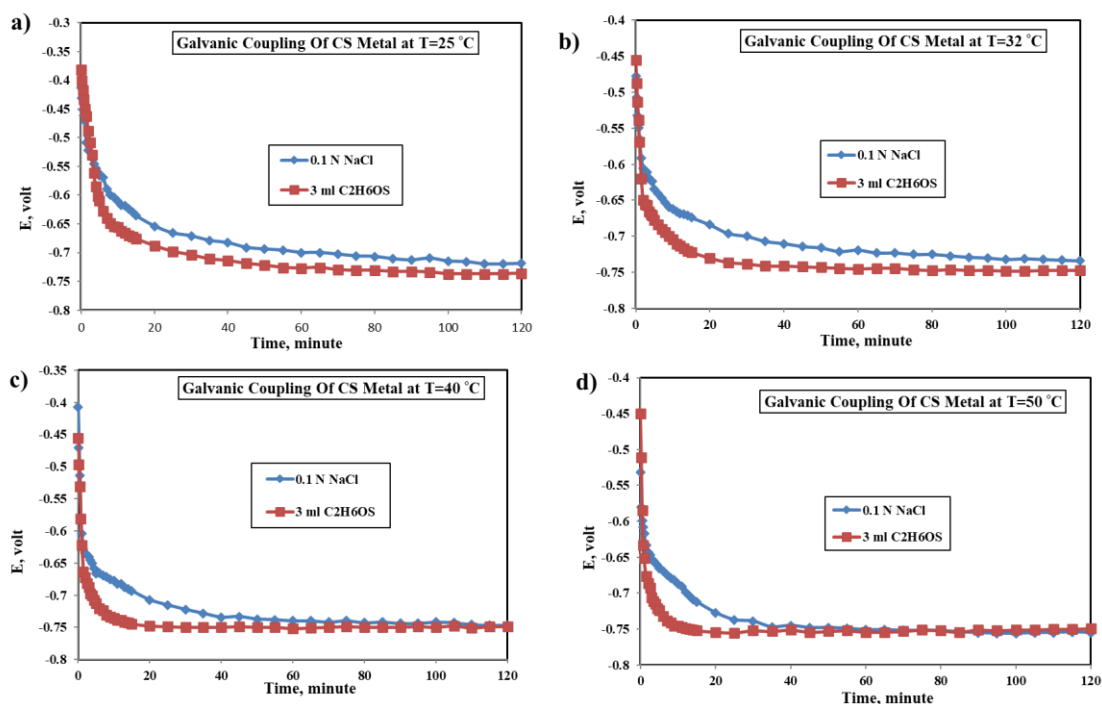 a)
Galvanic Coupling Of CS Metal at T=25 °C
-0.3
-0.35
-0.4
-0.45
-0.5
-0.55
-0.6
-0.65
-0.7
-0.75
-0.8
E, volt
0.1 N NaCl
3 ml C2H6OS
0 20 40 60 80 100 120
Time, minute
b)
Galvanic Coupling Of CS Metal at T=32 °C
-0.4
-0.45
-0.5
-0.55
-0.6
-0.65
-0.7
-0.75
-0.8
E, volt
0.1 N NaCl
3 ml C2H6OS
0 20 40 60 80 100 120
Time, minute
c)
Galvanic Coupling Of CS Metal at T=40 °C
-0.35
-0.4
-0.45
-0.5
-0.55
-0.6
-0.65
-0.7
-0.75
-0.8
E, volt
0.1 N NaCl
3 ml C2H6OS
0 20 40 60 80 100 120
Time, minute
d)
Galvanic Coupling Of CS Metal at T=50 °C
-0.4
-0.45
-0.5
-0.55
-0.6
-0.65
-0.7
-0.75
-0.8
E, volt
0.1 N NaCl
3 ml C2H6OS
0 20 40 60 80 100 120
Time, minute